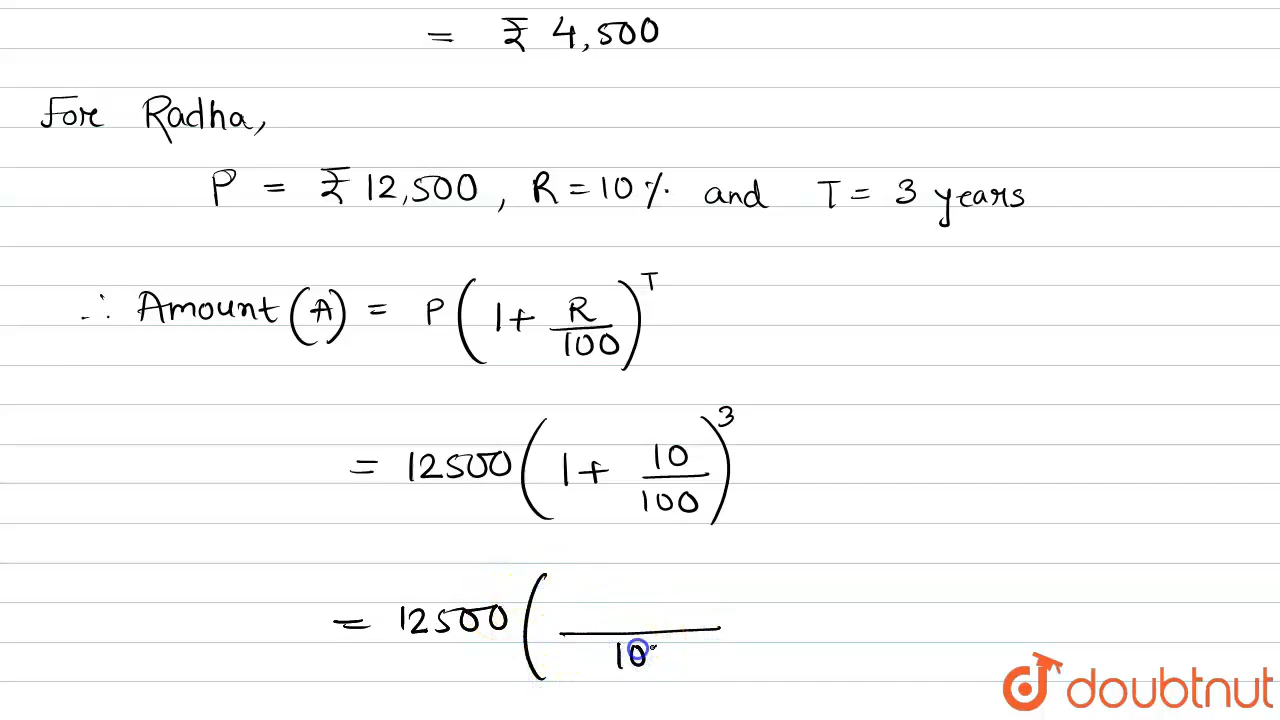 = ₹ 4,500
For Radha,
P = ₹ 12,500, R = 10% and T = 3 years
∴ Amount (A) = P(1 + R/100)^T
= 12500(1 + 10/100)^3
= 12500( /10
doubtnut